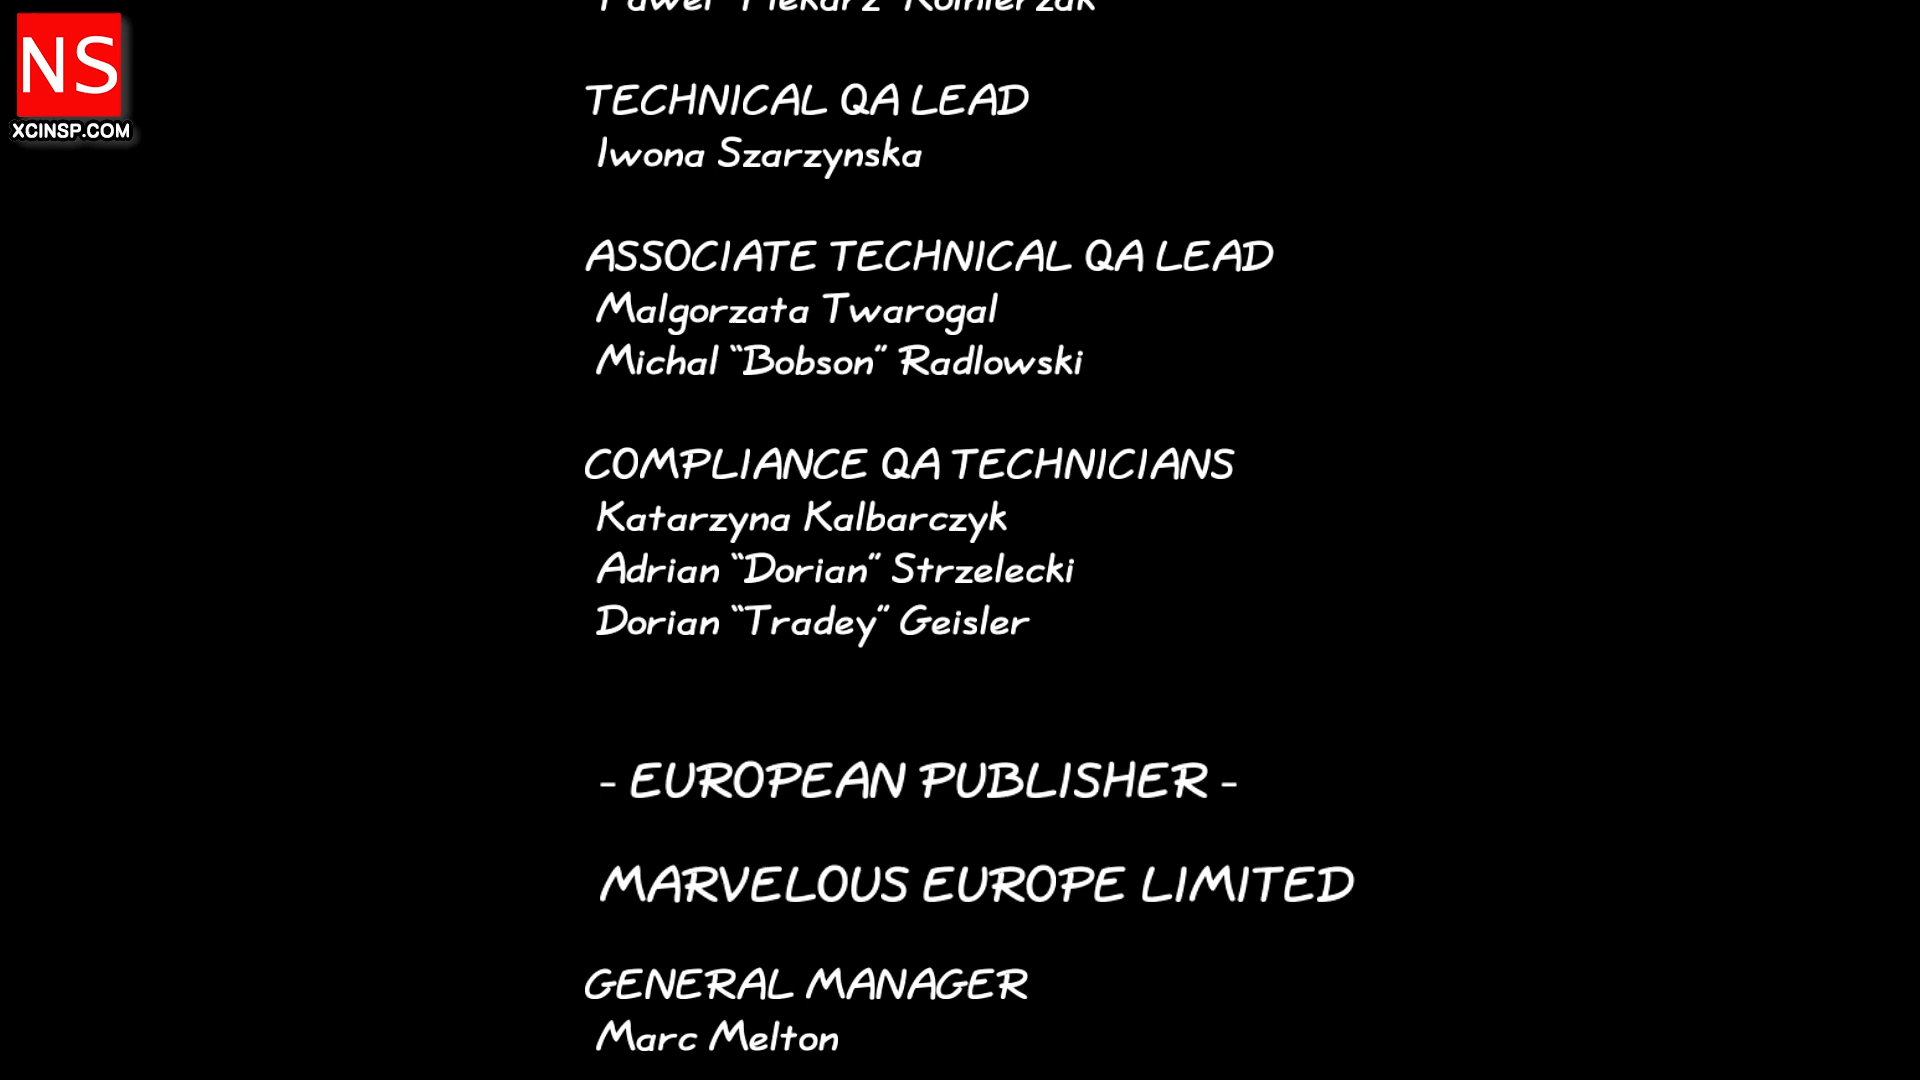 NS
XCINSP.COM
TECHNICAL QA LEAD
Iwona Szarzynska
ASSOCIATE TECHNICAL QA LEAD
Malgorzata Twarogal
Michal “Bobson” Radlowski
COMPLIANCE QA TECHNICIANS
Katarzyna Kalbarczyk
Adrian “Dorian” Strzelecki
Dorian “Tradey” Geisler
- EUROPEAN PUBLISHER -
MARVELOUS EUROPE LIMITED
GENERAL MANAGER
Marc Melton